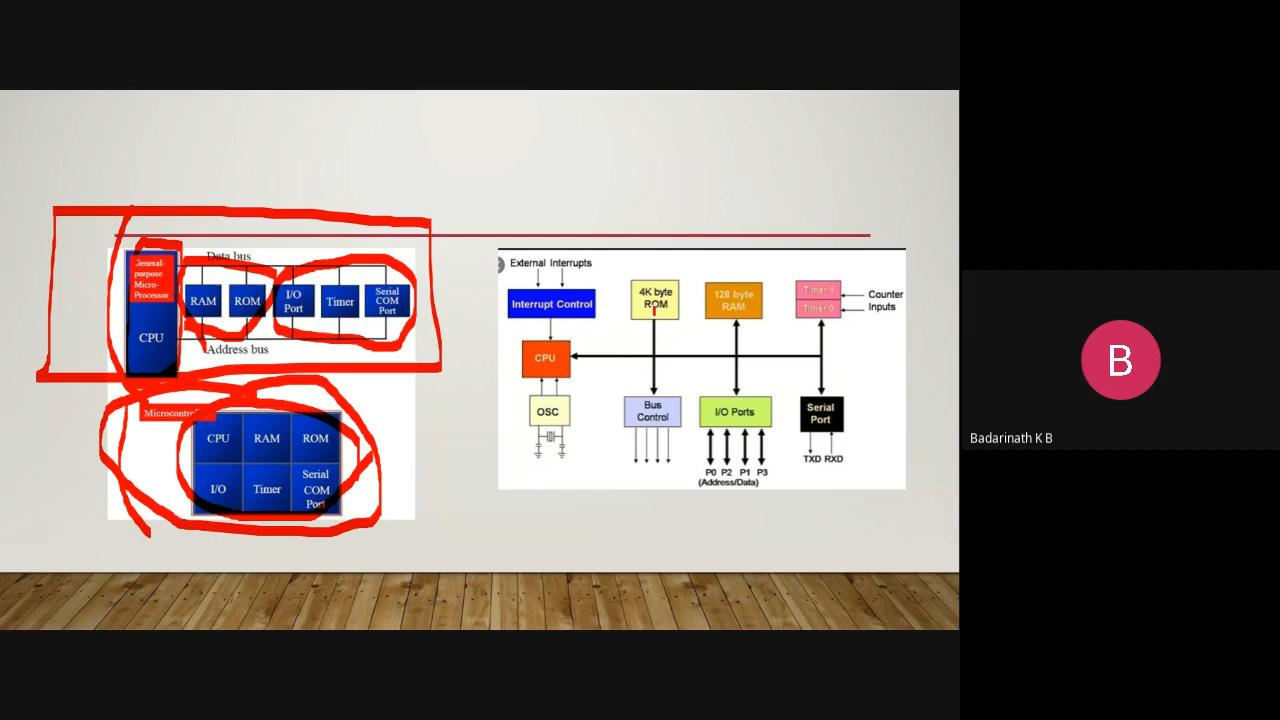 Data bus
General-
purpose
Micro-
Processor
CPU
RAM
ROM
I/O
Port
Timer
Serial
COM
Port
Address bus
CPU
RAM
ROM
I/O
Timer
Serial
COM
Port
External Interrupts
Interrupt Control
4K byte
ROM
128 byte
RAM
Timer 1
Timer 0
Counter
Inputs
CPU
OSC
Bus
Control
I/O Ports
Serial
Port
P0 P2 P1 P3
(Address/Data)
TXD RXD
B
Badarinath K B